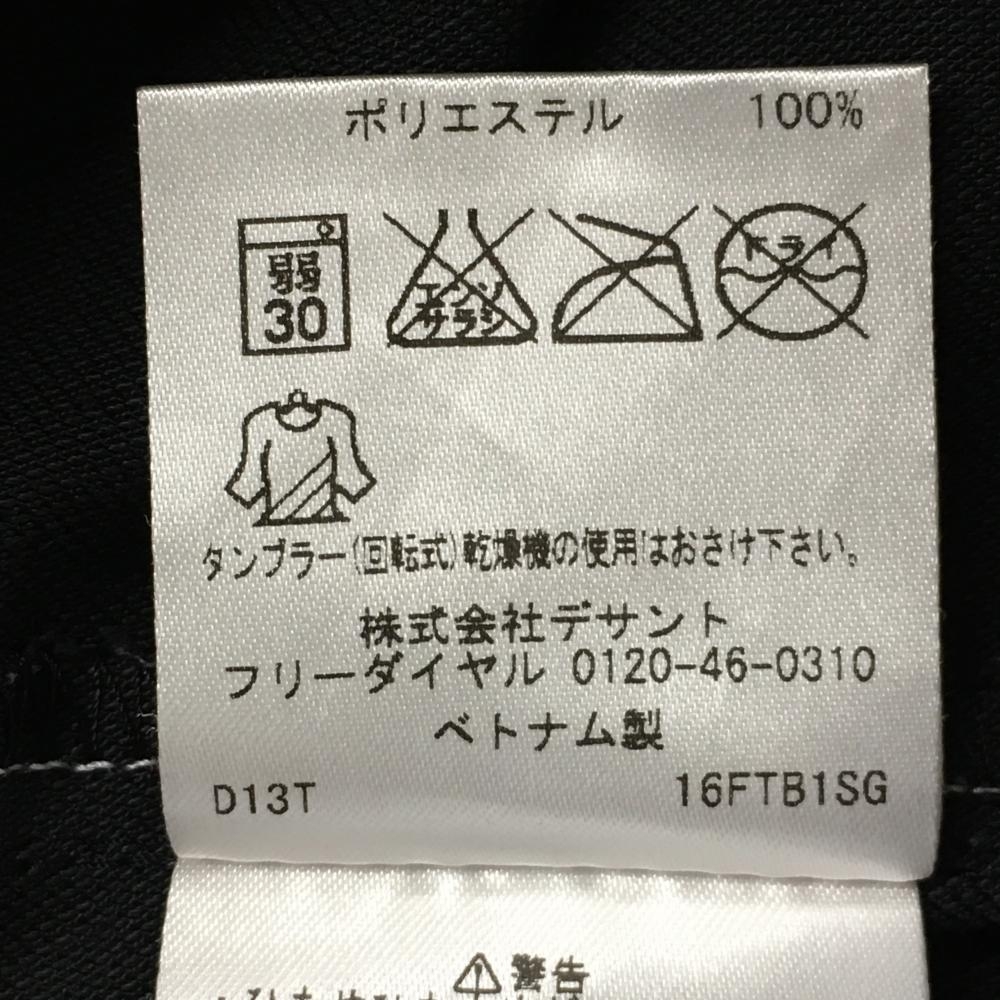 ポリエステル 100%
弱
30
エンソ
サラシ
ドライ
タンブラー(回転式)乾燥機の使用はおさけ下さい。
株式会社デサント
フリーダイヤル 0120-46-0310
ベトナム製
D13T 16FTB1SG
⚠警告